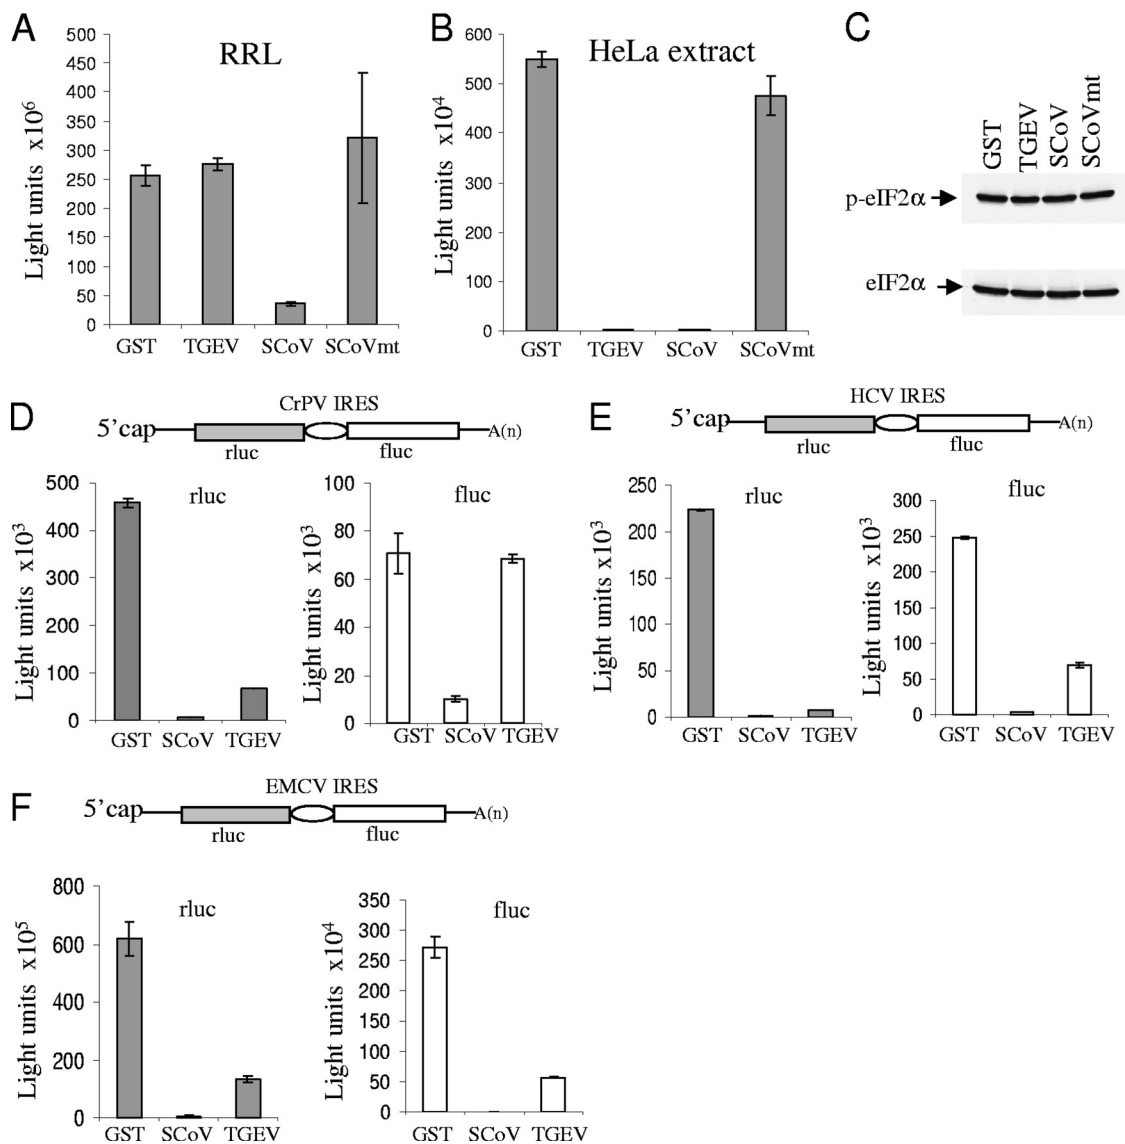 A
RRL
Light units x10⁶
500
450
400
350
300
250
200
150
100
50
0
GST TGEV SCoV SCoVmt
B
HeLa extract
Light units x10⁴
600
500
400
300
200
100
0
GST TGEV SCoV SCoVmt
C
GST TGEV SCoV SCoVmt
p-eIF2α
eIF2α
D
CrPV IRES
5'cap A(n)
rluc fluc
rluc
Light units x10³
500
400
300
200
100
0
GST SCoV TGEV
fluc
Light units x10³
100
80
60
40
20
0
GST SCoV TGEV
E
HCV IRES
5'cap A(n)
rluc fluc
rluc
Light units x10³
250
200
150
100
50
0
GST SCoV TGEV
fluc
Light units x10³
300
250
200
150
100
50
0
GST SCoV TGEV
F
EMCV IRES
5'cap A(n)
rluc fluc
rluc
Light units x10⁵
800
600
400
200
0
GST SCoV TGEV
fluc
Light units x10⁴
350
300
250
200
150
100
50
0
GST SCoV TGEV